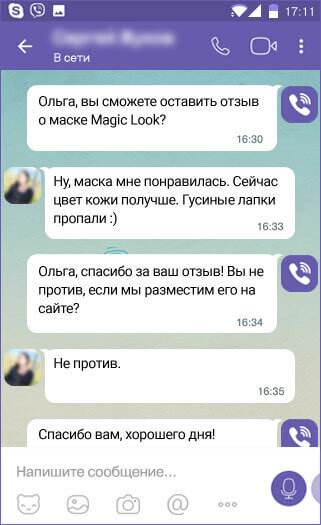 17:11
В сети
Ольга, вы сможете оставить отзыв
о маске Magic Look?
16:30
Ну, маска мне понравилась. Сейчас
цвет кожи получше. Гусиные лапки
пропали :)
16:33
Ольга, спасибо за ваш отзыв! Вы не
против, если мы разместим его на
сайте?
16:34
Не против.
16:35
Спасибо вам, хорошего дня!
Напишите сообщение...